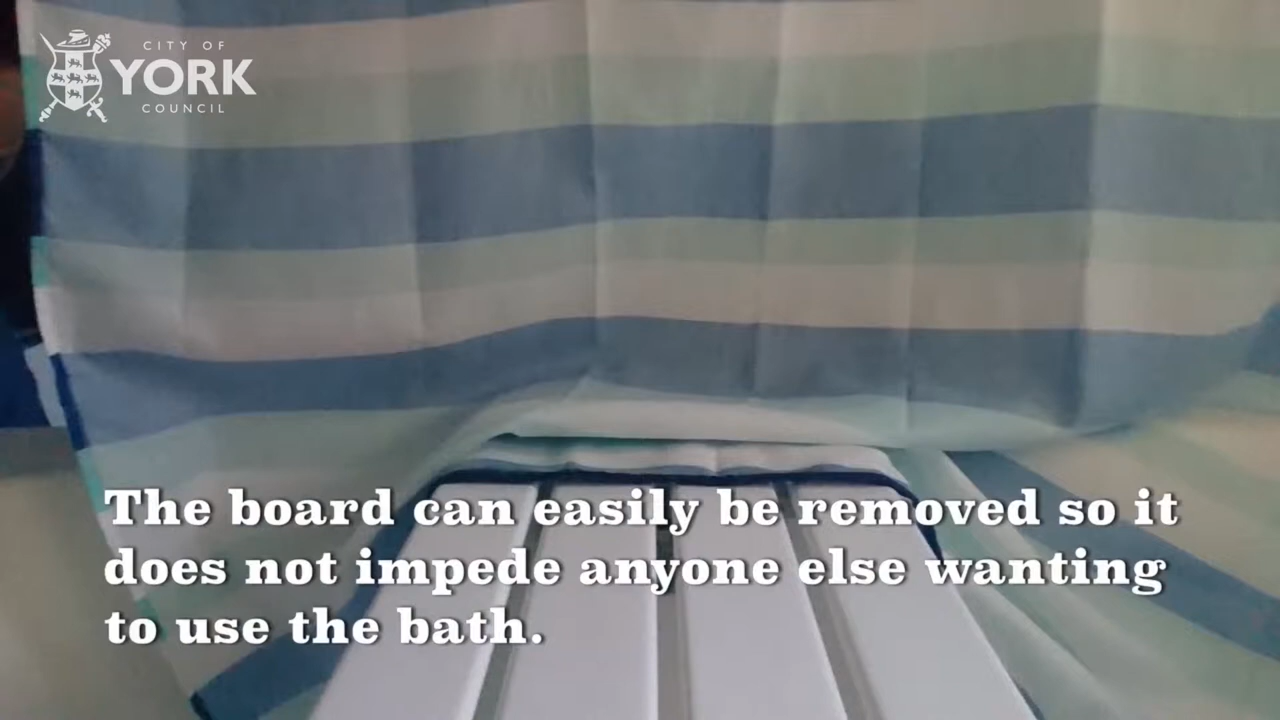 CITY OF
YORK
COUNCIL
The board can easily be removed so it
does not impede anyone else wanting
to use the bath.